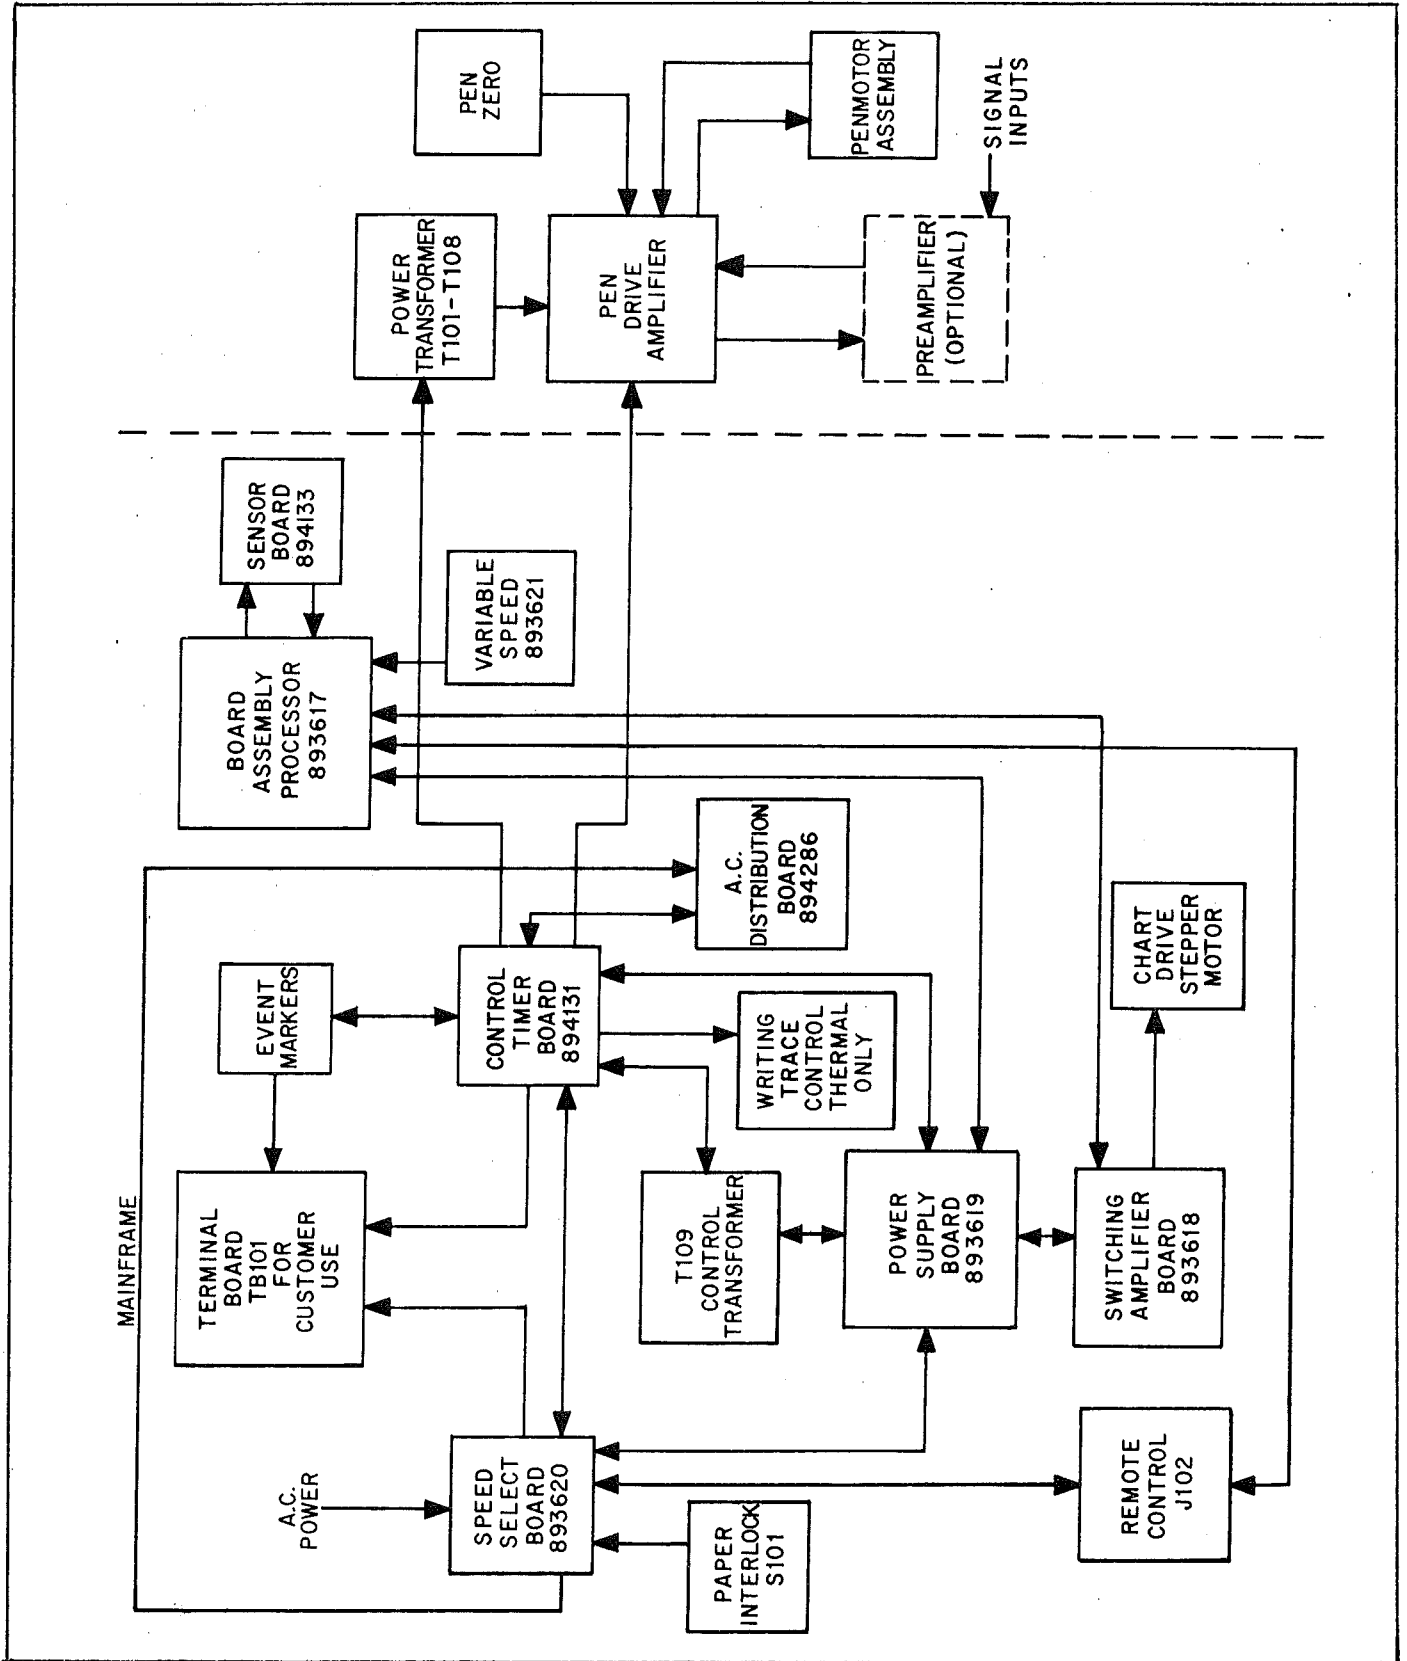 MAINFRAME
A.C.
POWER
SPEED
SELECT
BOARD
893620
PAPER
INTERLOCK
S101
TERMINAL
BOARD
TB101
FOR
CUSTOMER
USE
EVENT
MARKERS
CONTROL
TIMER
BOARD
894131
T109
CONTROL
TRANSFORMER
WRITING
TRACE
CONTROL
THERMAL
ONLY
A.C.
DISTRIBUTION
BOARD
894286
POWER
SUPPLY
BOARD
893619
REMOTE
CONTROL
J102
SWITCHING
AMPLIFIER
BOARD
893618
CHART
DRIVE
STEPPER
MOTOR
BOARD
ASSEMBLY
PROCESSOR
893617
SENSOR
BOARD
894133
VARIABLE
SPEED
893621
POWER
TRANSFORMER
T101-T108
PEN
ZERO
PEN
DRIVE
AMPLIFIER
PENMOTOR
ASSEMBLY
PREAMPLIFIER
(OPTIONAL)
SIGNAL
INPUTS